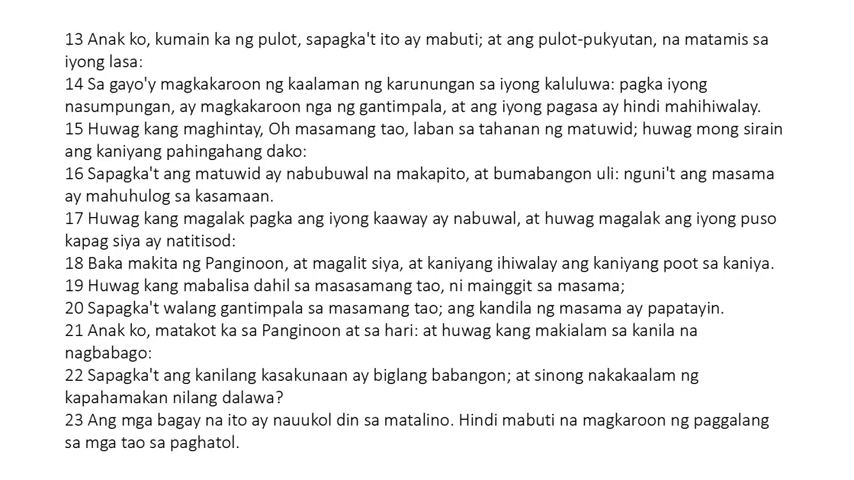 13 Anak ko, kumain ka ng pulot, sapagka't ito ay mabuti; at ang pulot-pukyutan, na matamis sa
iyong lasa:
14 Sa gayo'y magkakaroon ng kaalaman ng karunungan sa iyong kaluluwa: pagka iyong
nasumpungan, ay magkakaroon nga ng gantimpala, at ang iyong pagasa ay hindi mahihiwalay.
15 Huwag kang maghintay, Oh masamang tao, laban sa tahanan ng matuwid; huwag mong sirain
ang kaniyang pahingahang dako:
16 Sapagka't ang matuwid ay nabubuwal na makapito, at bumabangon uli: nguni't ang masama
ay mahuhulog sa kasamaan.
17 Huwag kang magalak pagka ang iyong kaaway ay nabuwal, at huwag magalak ang iyong puso
kapag siya ay natitisod:
18 Baka makita ng Panginoon, at magalit siya, at kaniyang ihiwalay ang kaniyang poot sa kaniya.
19 Huwag kang mabalisa dahil sa masasamang tao, ni mainggit sa masama;
20 Sapagka't walang gantimpala sa masamang tao; ang kandila ng masama ay papatayin.
21 Anak ko, matakot ka sa Panginoon at sa hari: at huwag kang makialam sa kanila na
nagbabago:
22 Sapagka't ang kanilang kasakunaan ay biglang babangon; at sinong nakakaalam ng
kapahamakan nilang dalawa?
23 Ang mga bagay na ito ay nauukol din sa matalino. Hindi mabuti na magkaroon ng paggalang
sa mga tao sa paghatol.